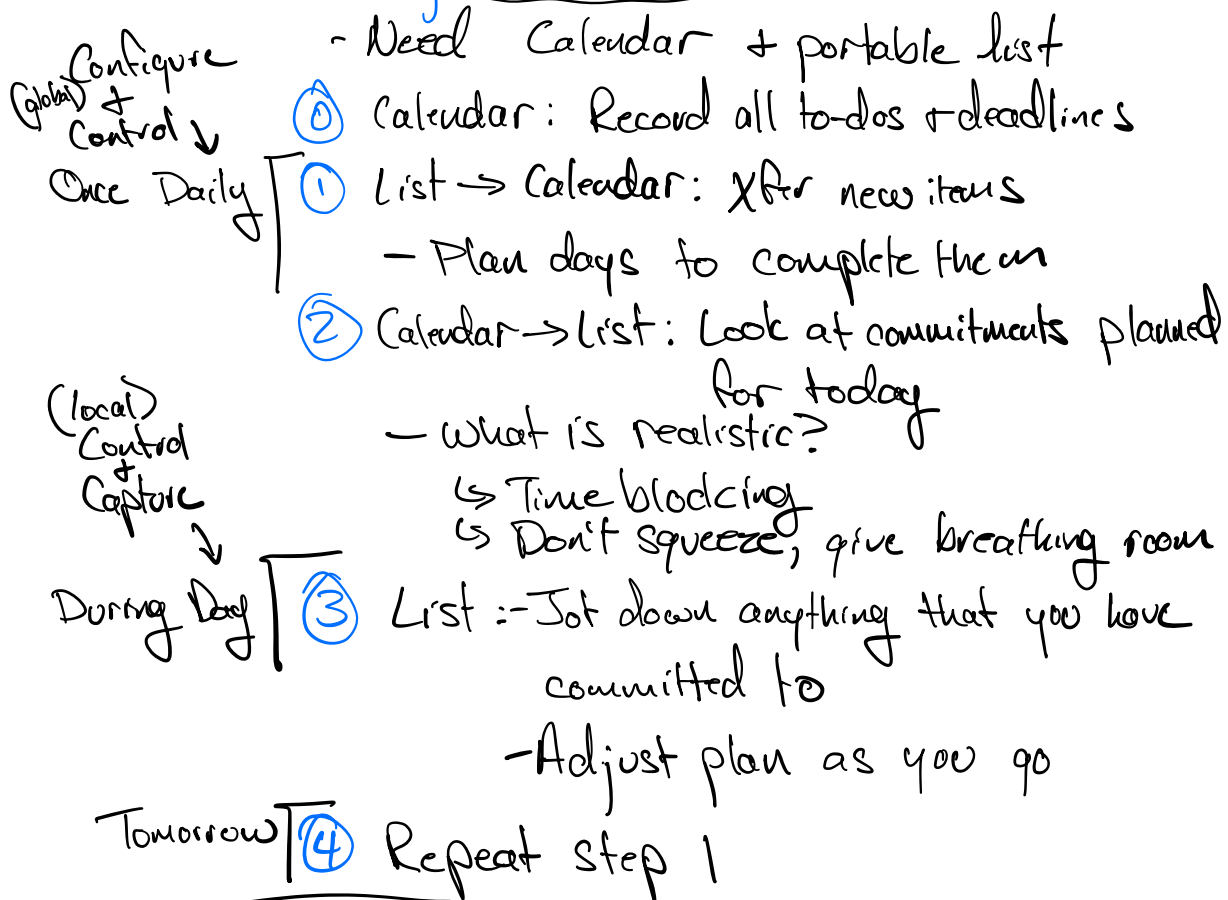 - Need Calendar + portable list
Configure
(global) +
Control ↓
⓪ Calendar: Record all to-dos + deadlines
Once Daily
① List → Calendar: Xfer new items
- Plan days to complete them
② Calendar → List: Look at commitments planned
for today
(local)
Control
+
Capture
- What is realistic?
↳ Time blocking
↳ Don't squeeze, give breathing room
During Day
③ List :- Jot down anything that you have
committed to
- Adjust plan as you go
Tomorrow
④ Repeat step 1